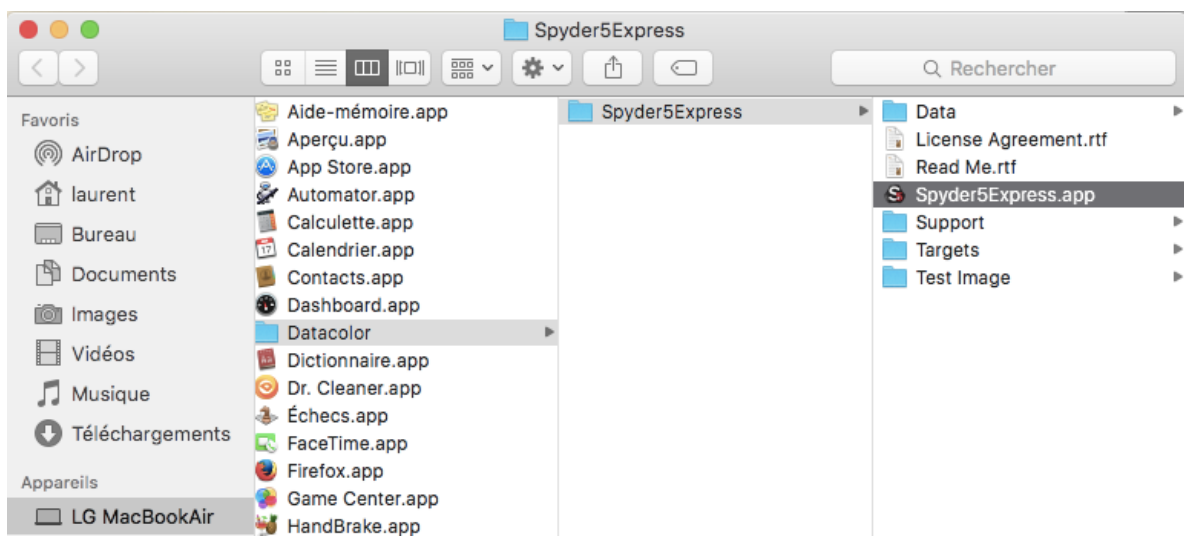 Spyder5Express
Rechercher
Favoris
AirDrop
laurent
Bureau
Documents
Images
Vidéos
Musique
Téléchargements
Appareils
LG MacBookAir
Aide-mémoire.app
Aperçu.app
App Store.app
Automator.app
Calculette.app
17
Calendrier.app
Contacts.app
Dashboard.app
Datacolor
Dictionnaire.app
Dr. Cleaner.app
Échecs.app
FaceTime.app
Firefox.app
Game Center.app
HandBrake.app
Spyder5Express
Data
License Agreement.rtf
Read Me.rtf
S Spyder5Express.app
Support
Targets
Test Image